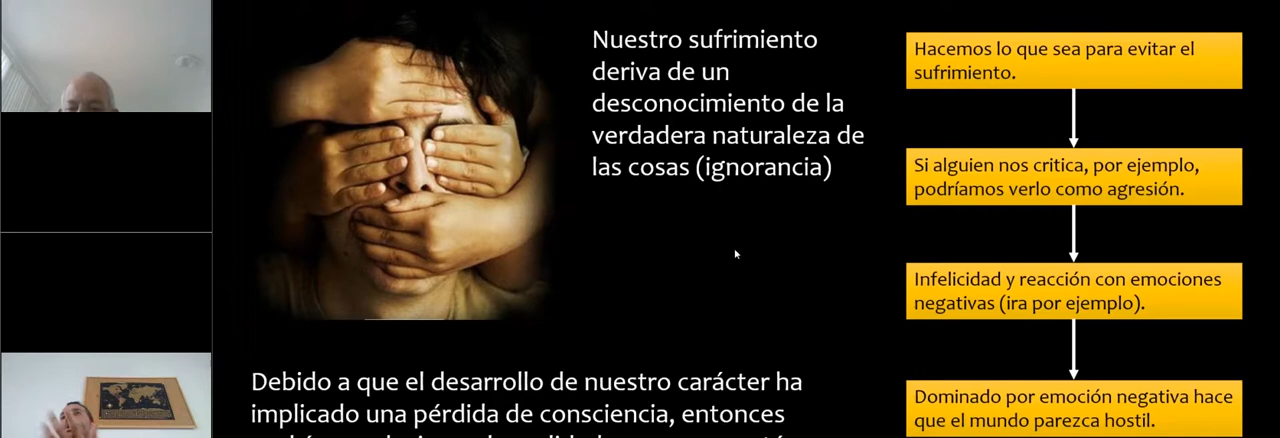 Nuestro sufrimiento
deriva de un
desconocimiento de la
verdadera naturaleza de
las cosas (ignorancia)
Hacemos lo que sea para evitar el
sufrimiento.
Si alguien nos critica, por ejemplo,
podríamos verlo como agresión.
Infelicidad y reacción con emociones
negativas (ira por ejemplo).
Dominado por emoción negativa hace
que el mundo parezca hostil.
Debido a que el desarrollo de nuestro carácter ha
implicado una pérdida de consciencia, entonces